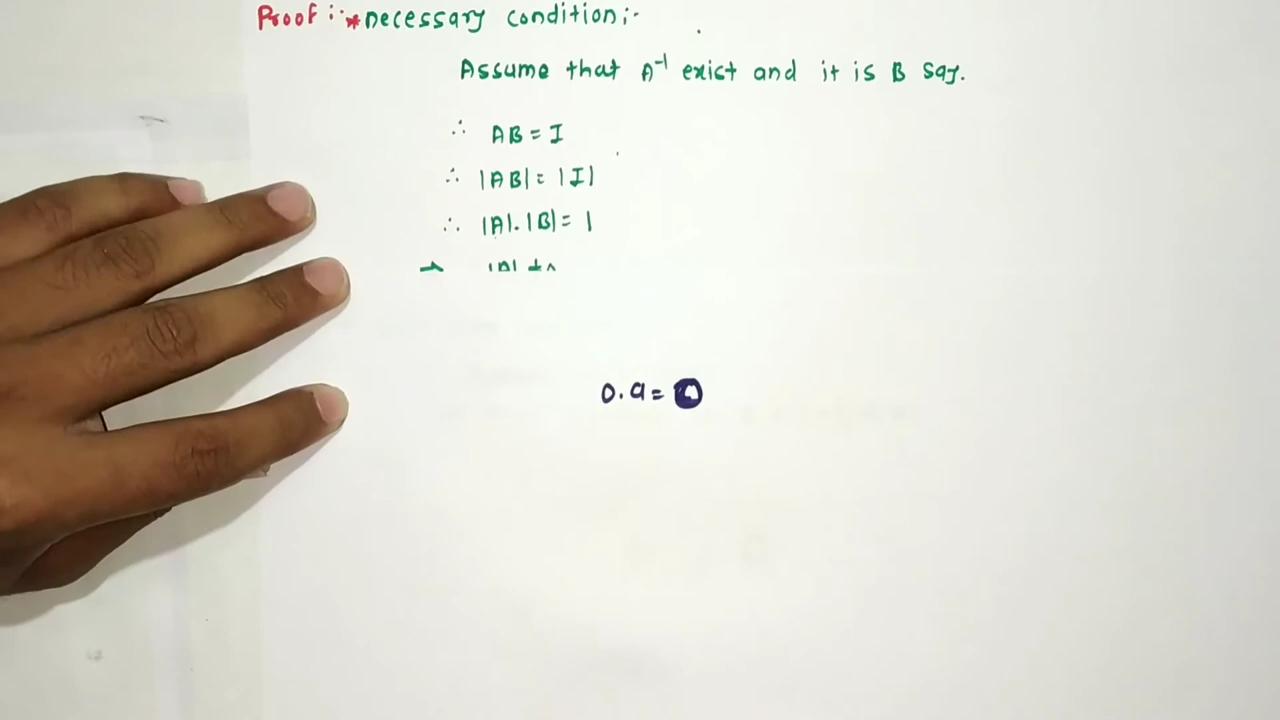 Proof :- * necessary condition :-
Assume that A⁻¹ exist and it is B say.
∴ AB = I
∴ |AB| = |I|
∴ |A|.|B| = 1
0.a =